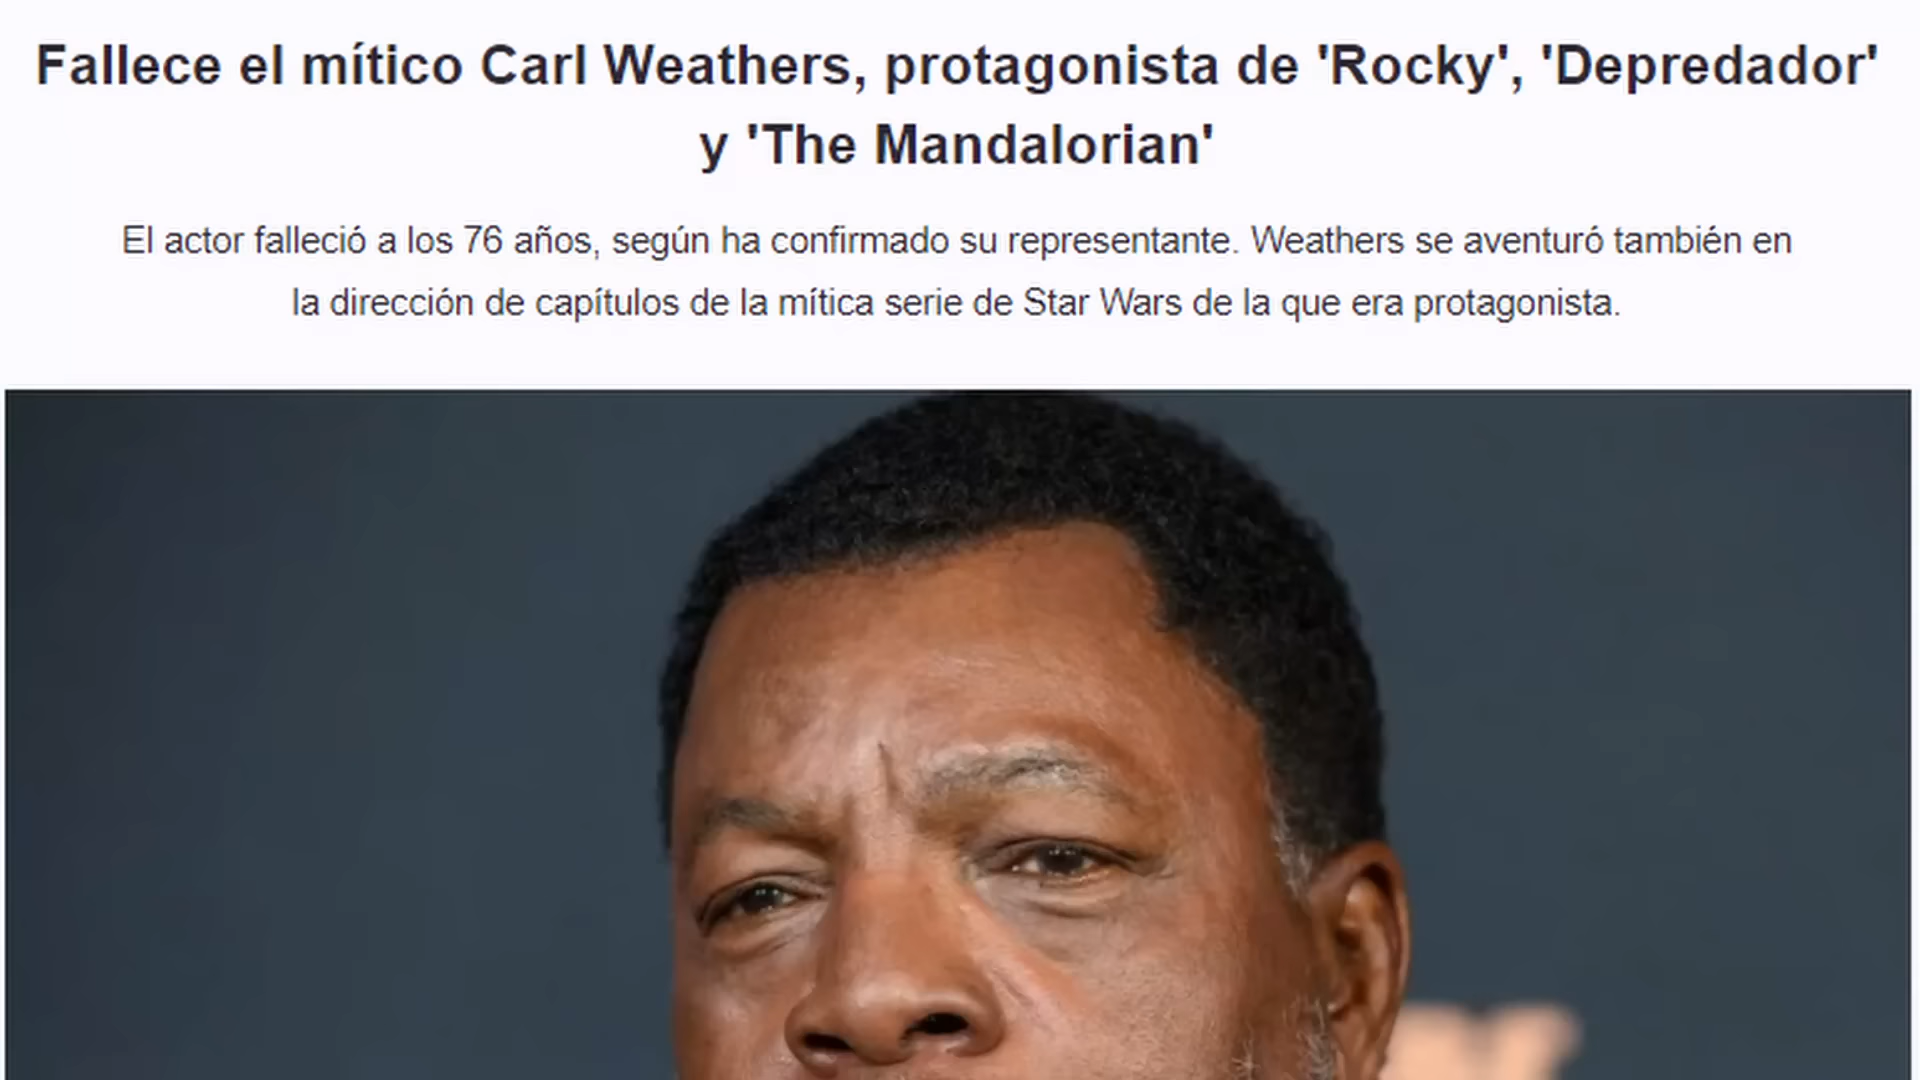 Fallece el mítico Carl Weathers, protagonista de 'Rocky', 'Depredador'
y 'The Mandalorian'
El actor falleció a los 76 años, según ha confirmado su representante. Weathers se aventuró también en
la dirección de capítulos de la mítica serie de Star Wars de la que era protagonista.